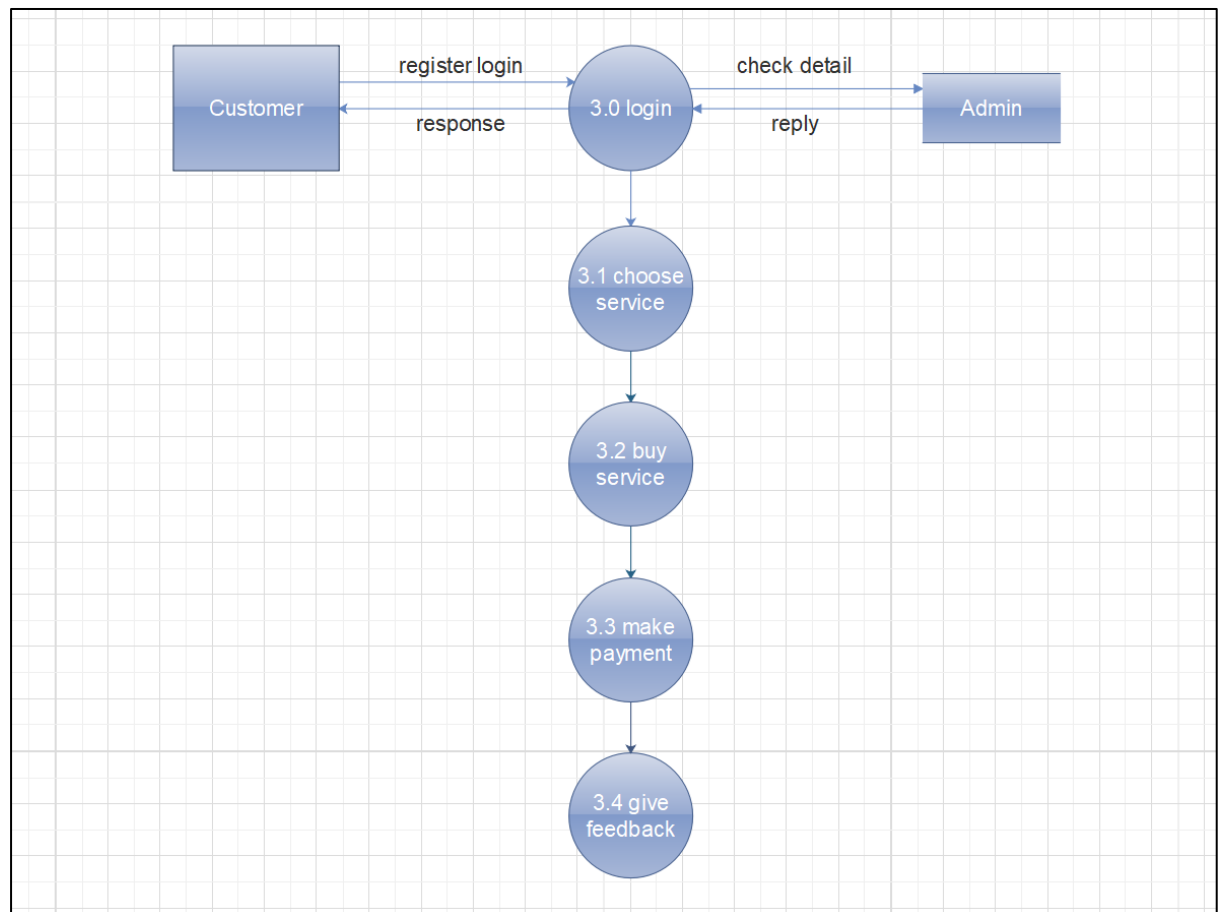 register login
check detail
Customer
3.0 login
Admin
response
reply
3.1 choose
service
3.2 buy
service
3.3 make
payment
3.4 give
feedback